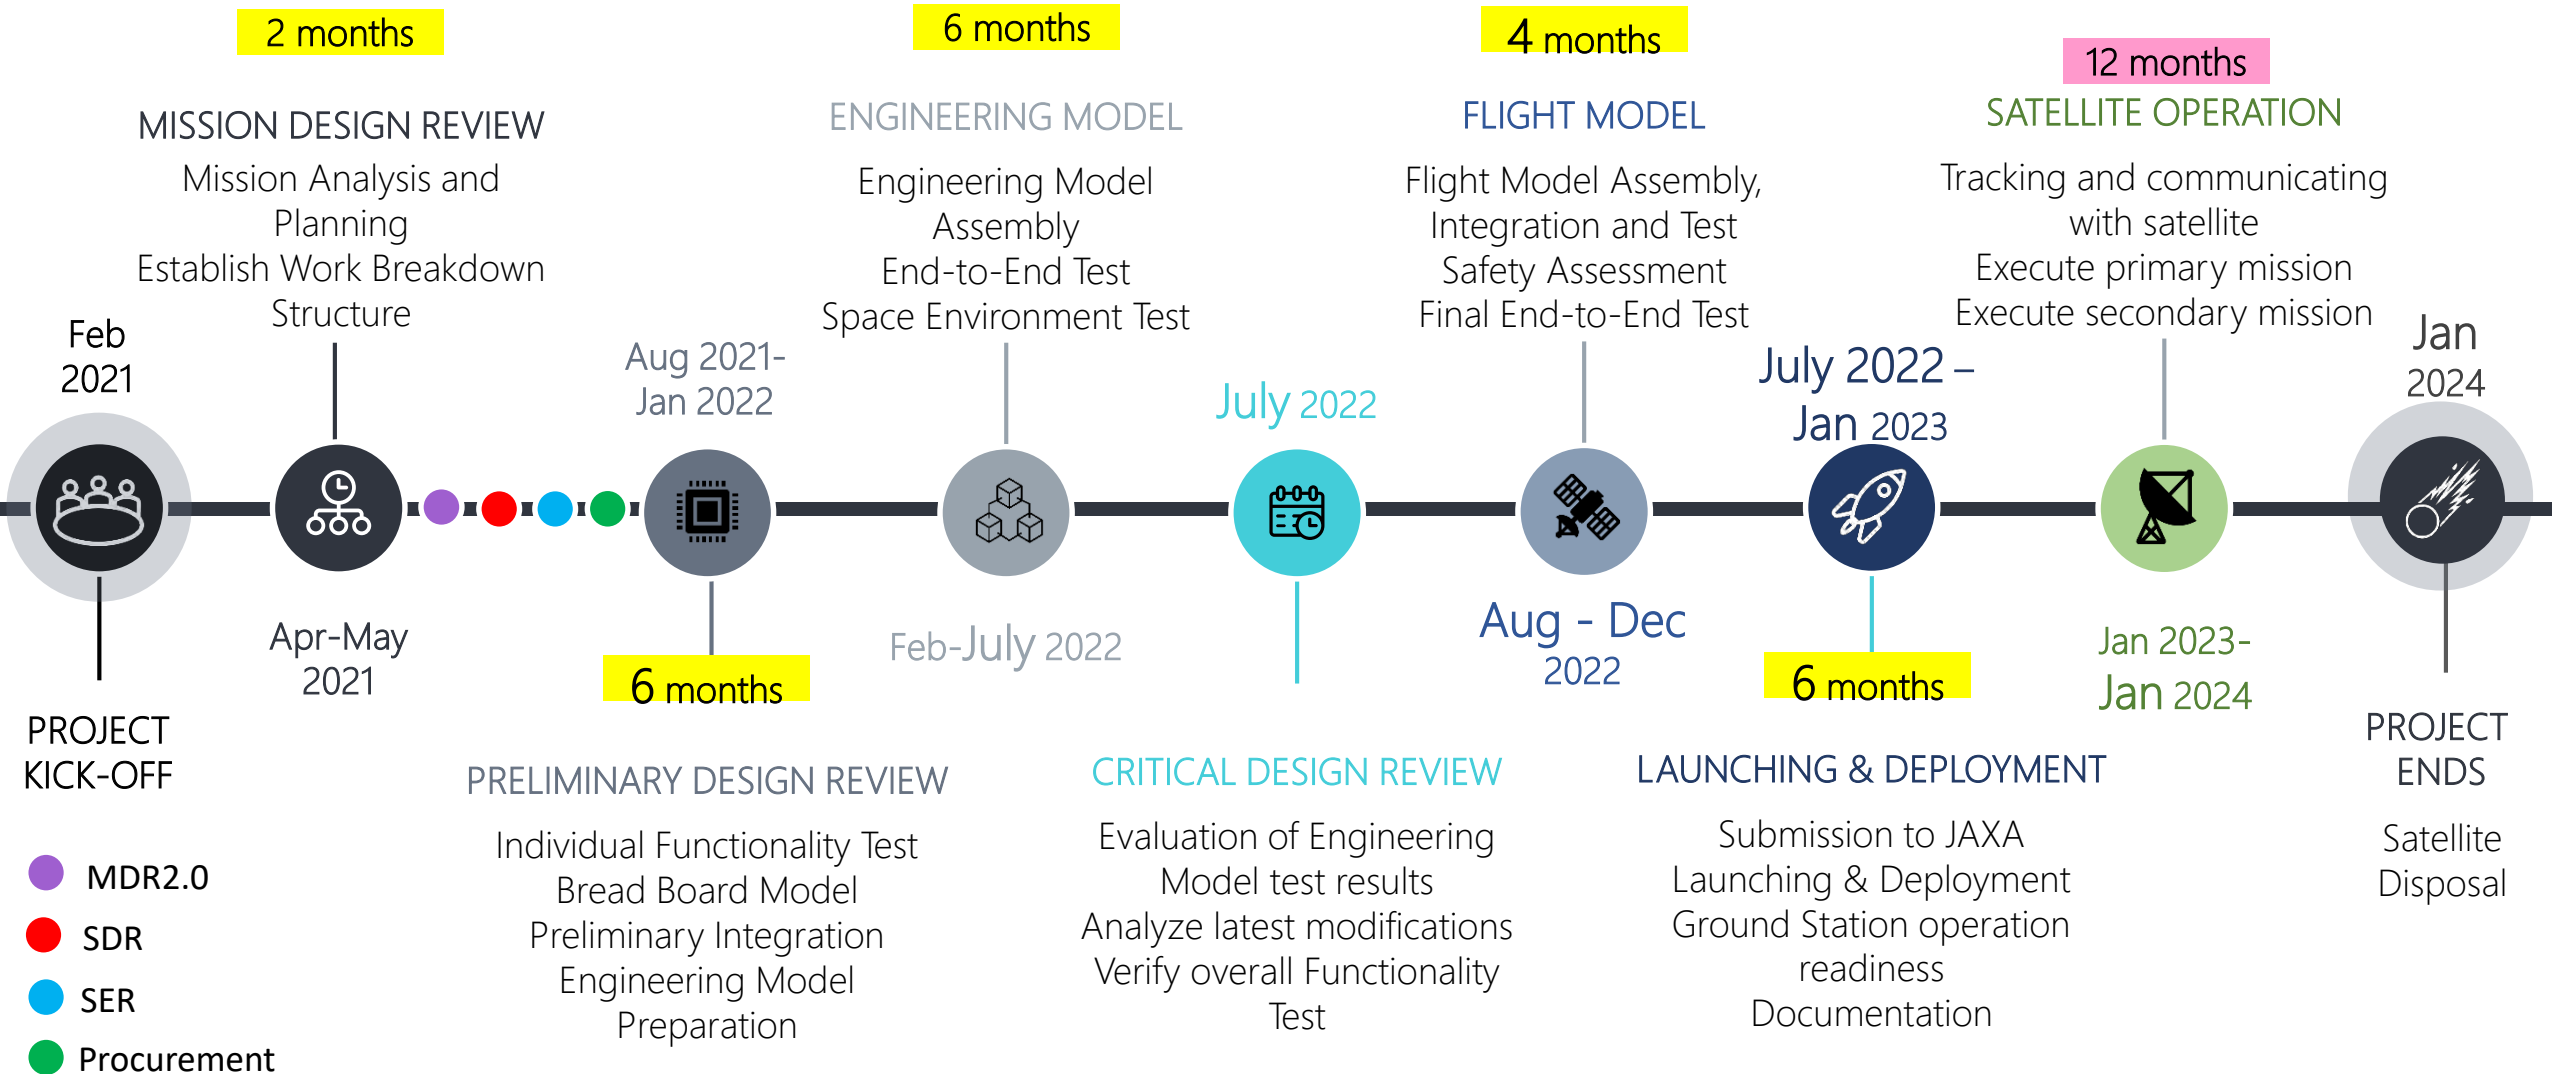 2 months
MISSION DESIGN REVIEW
Mission Analysis and
Planning
Establish Work Breakdown
Structure
6 months
ENGINEERING MODEL
Engineering Model
Assembly
End-to-End Test
Space Environment Test
4 months
FLIGHT MODEL
Flight Model Assembly,
Integration and Test
Safety Assessment
Final End-to-End Test
12 months
SATELLITE OPERATION
Tracking and communicating
with satellite
Execute primary mission
Execute secondary mission
Feb
2021
Aug 2021-
Jan 2022
July 2022
July 2022 –
Jan 2023
Jan
2024
Apr-May
2021
Feb-July 2022
Aug - Dec
2022
Jan 2023-
Jan 2024
PROJECT
KICK-OFF
6 months
PRELIMINARY DESIGN REVIEW
Individual Functionality Test
Bread Board Model
Preliminary Integration
Engineering Model
Preparation
CRITICAL DESIGN REVIEW
Evaluation of Engineering
Model test results
Analyze latest modifications
Verify overall Functionality
Test
6 months
LAUNCHING & DEPLOYMENT
Submission to JAXA
Launching & Deployment
Ground Station operation
readiness
Documentation
PROJECT
ENDS
Satellite
Disposal
MDR2.0
SDR
SER
Procurement